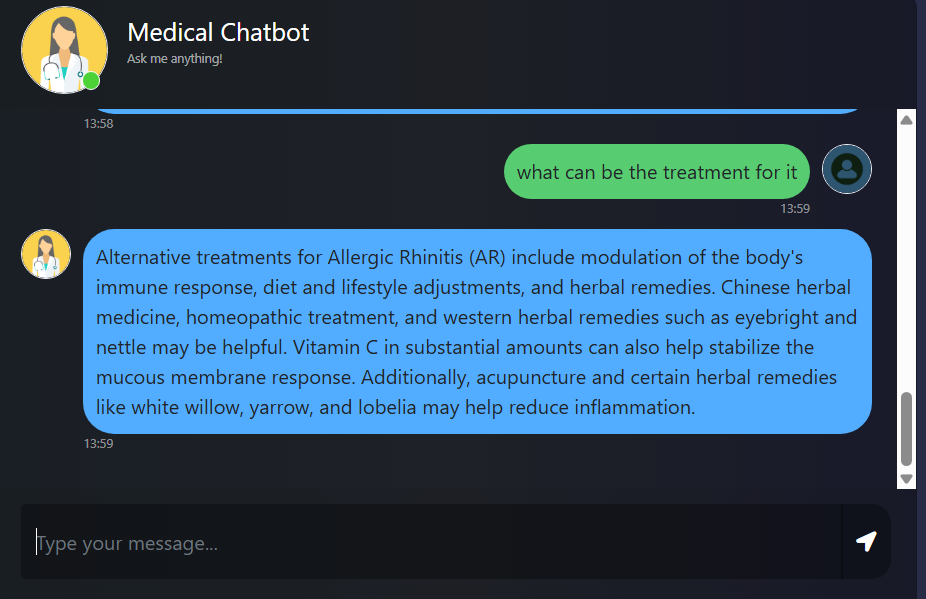 Medical Chatbot
Ask me anything!
13:58
what can be the treatment for it
13:59
Alternative treatments for Allergic Rhinitis (AR) include modulation of the body's
immune response, diet and lifestyle adjustments, and herbal remedies. Chinese herbal
medicine, homeopathic treatment, and western herbal remedies such as eyebright and
nettle may be helpful. Vitamin C in substantial amounts can also help stabilize the
mucous membrane response. Additionally, acupuncture and certain herbal remedies
like white willow, yarrow, and lobelia may help reduce inflammation.
13:59
Type your message...